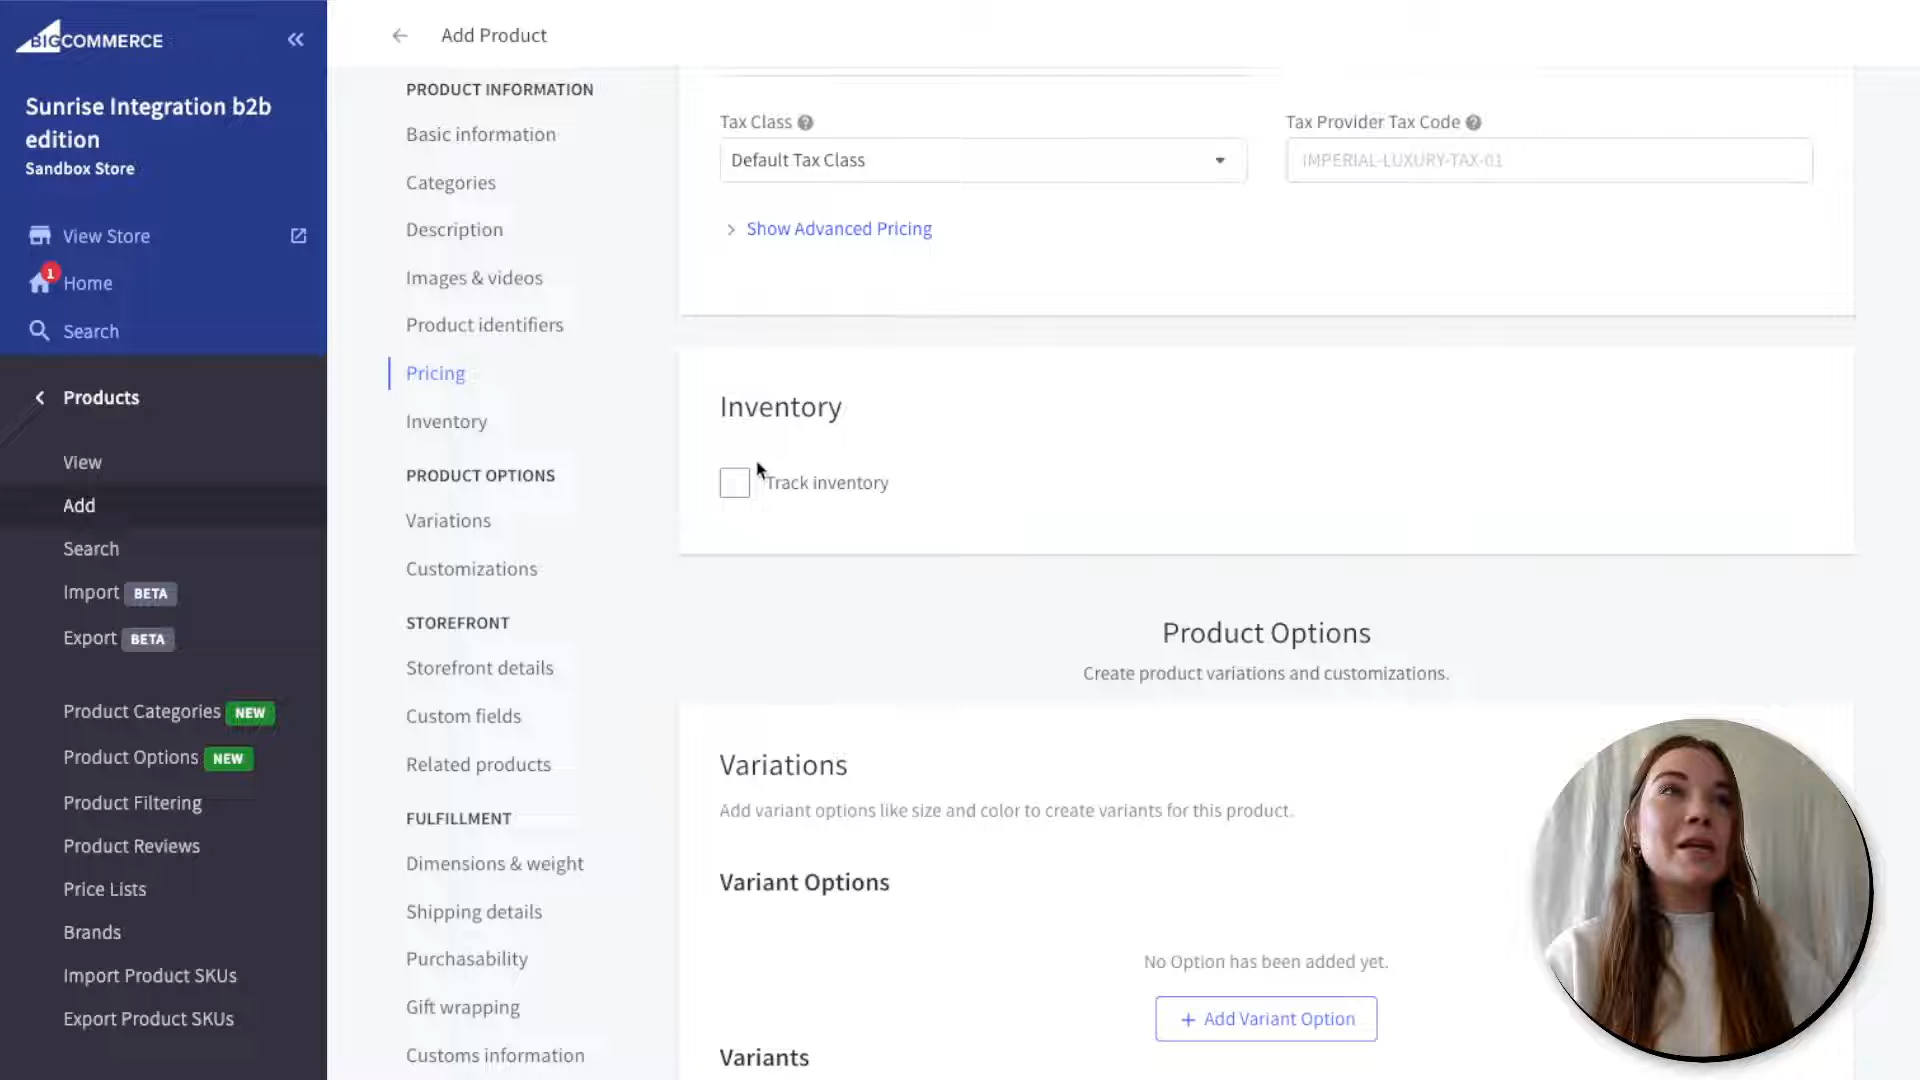 BIGCOMMERCE
Sunrise Integration b2b
edition
Sandbox Store
View Store
1
Home
Search
Products
View
Add
Search
Import BETA
Export BETA
Product Categories NEW
Product Options NEW
Product Filtering
Product Reviews
Price Lists
Brands
Import Product SKUs
Export Product SKUs
Add Product
PRODUCT INFORMATION
Basic information
Categories
Description
Images & videos
Product identifiers
Pricing
Inventory
PRODUCT OPTIONS
Variations
Customizations
STOREFRONT
Storefront details
Custom fields
Related products
FULFILLMENT
Dimensions & weight
Shipping details
Purchasability
Gift wrapping
Customs information
Tax Class
Default Tax Class
Tax Provider Tax Code
IMPERIAL-LUXURY-TAX-01
Show Advanced Pricing
Inventory
Track inventory
Product Options
Create product variations and customizations.
Variations
Add variant options like size and color to create variants for this product.
Variant Options
No Option has been added yet.
+ Add Variant Option
Variants